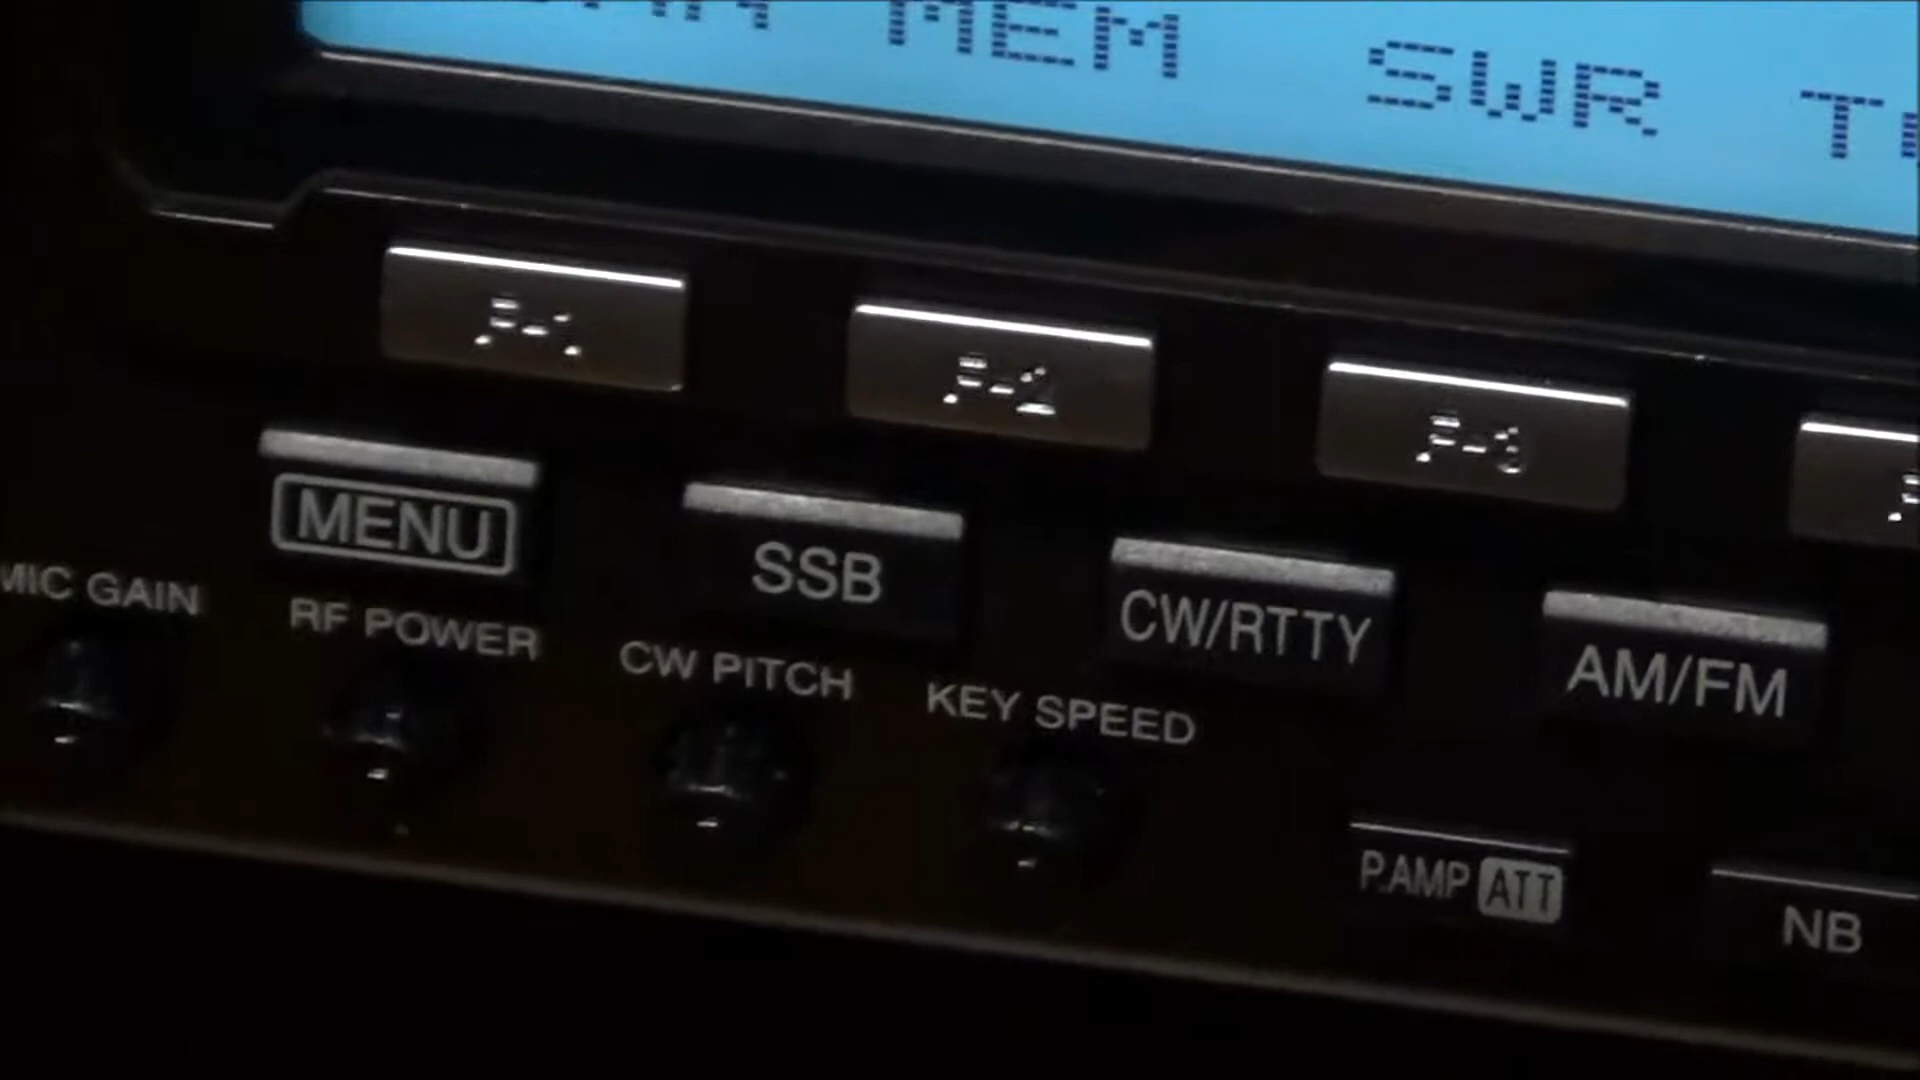 MEM SWR
F-1 F-2 F-3
MENU SSB CW/RTTY AM/FM
MIC GAIN RF POWER CW PITCH KEY SPEED
P.AMP ATT NB